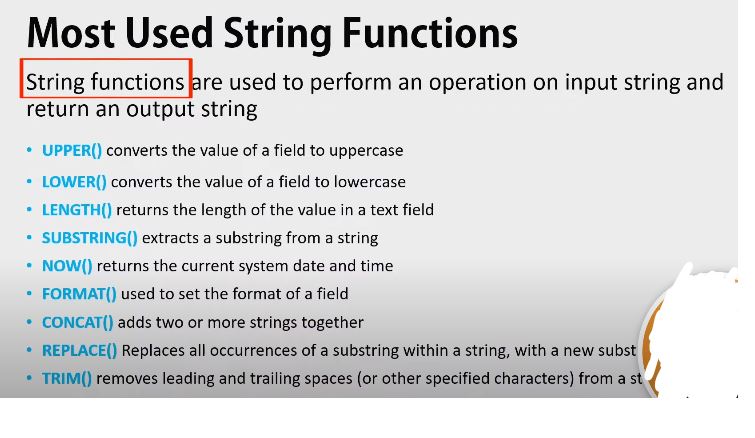 Most Used String Functions
String functions are used to perform an operation on input string and
return an output string
• UPPER() converts the value of a field to uppercase
• LOWER() converts the value of a field to lowercase
• LENGTH() returns the length of the value in a text field
• SUBSTRING() extracts a substring from a string
• NOW() returns the current system date and time
• FORMAT() used to set the format of a field
• CONCAT() adds two or more strings together
• REPLACE() Replaces all occurrences of a substring within a string, with a new subst
• TRIM() removes leading and trailing spaces (or other specified characters) from a st